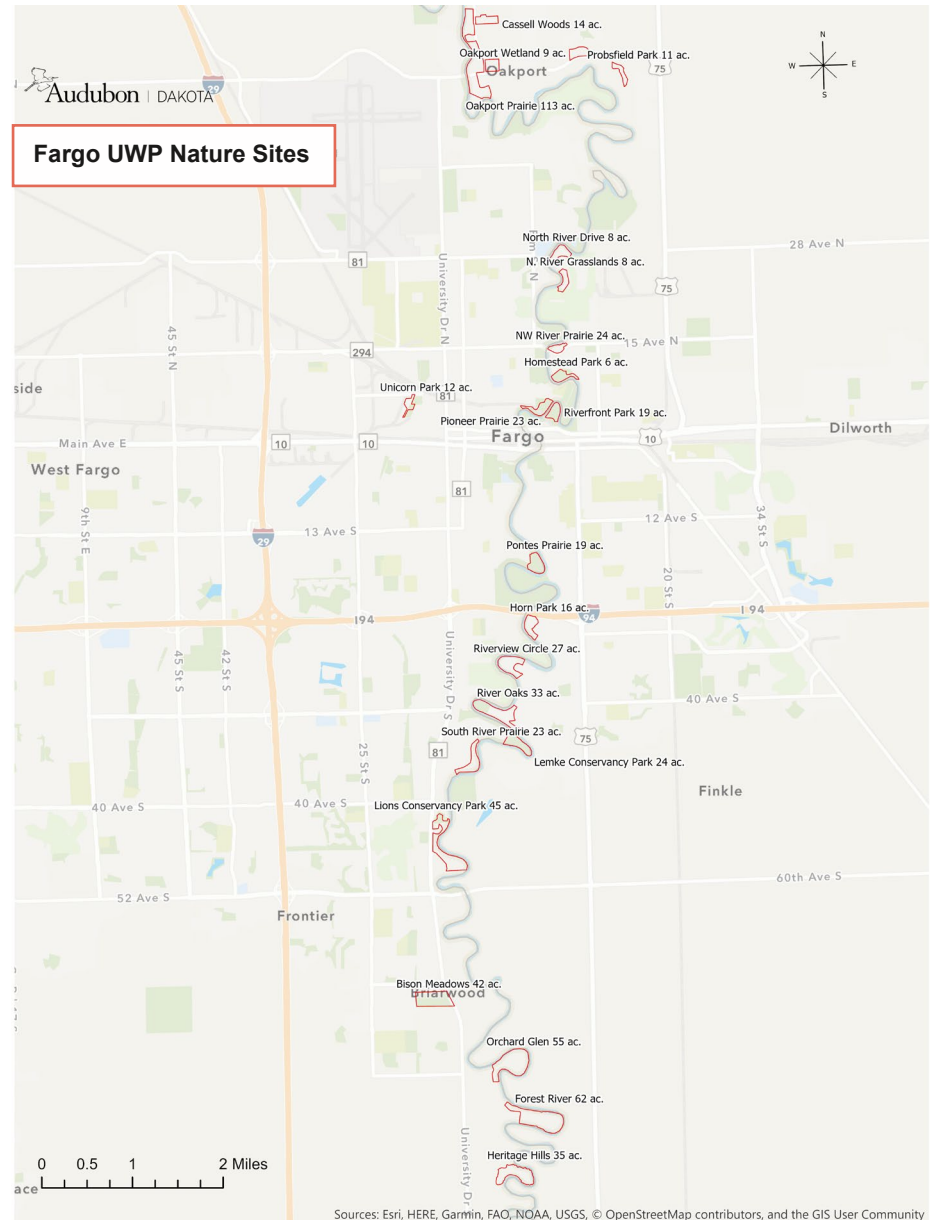 Cassell Woods 14 ac.
Oakport Wetland 9 ac.
Probsfield Park 11 ac.
Oakport
75
N
W
E
S
29
Audubon | DAKOTA
Oakport Prairie 113 ac.
Fargo UWP Nature Sites
North River Drive 8 ac.
28 Ave N
81
N. River Grasslands 8 ac.
N
75
University Dr N
45 St N
NW River Prairie 24 ac.
15 Ave N
294
Homestead Park 6 ac.
side
Unicorn Park 12 ac.
81
Riverfront Park 19 ac.
Pioneer Prairie 23 ac.
Fargo
Dilworth
Main Ave E
10
10
10
West Fargo
81
9th St E
13 Ave S
29
12 Ave S
34 St S
Pontes Prairie 19 ac.
20 St S
Horn Park 16 ac.
94
I 94
I94
Riverview Circle 27 ac.
45 St S
42 St S
University Dr S
River Oaks 33 ac.
40 Ave S
South River Prairie 23 ac.
75
81
25 St S
Lemke Conservancy Park 24 ac.
Finkle
40 Ave S
40 Ave S
Lions Conservancy Park 45 ac.
60th Ave S
52 Ave S
Frontier
Bison Meadows 42 ac.
Briarwood
Orchard Glen 55 ac.
Forest River 62 ac.
University Dr
Heritage Hills 35 ac.
0 0.5 1 2 Miles
ace
Sources: Esri, HERE, Garmin, FAO, NOAA, USGS, © OpenStreetMap contributors, and the GIS User Community